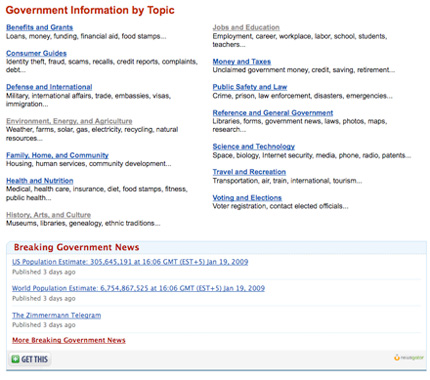 Government Information by Topic
Benefits and Grants
Loans, money, funding, financial aid, food stamps...
Consumer Guides
Identity theft, fraud, scams, recalls, credit reports, complaints,
debt...
Defense and International
Military, international affairs, trade, embassies, visas,
immigration...
Environment, Energy, and Agriculture
Weather, farms, solar, gas, electricity, recycling, natural
resources...
Family, Home, and Community
Housing, human services, community development...
Health and Nutrition
Medical, health care, insurance, diet, food stamps, fitness,
public health...
History, Arts, and Culture
Museums, libraries, genealogy, ethnic traditions...
Jobs and Education
Employment, career, workplace, labor, school, students,
teachers...
Money and Taxes
Unclaimed government money, credit, saving, retirement...
Public Safety and Law
Crime, prison, law enforcement, disasters, emergencies...
Reference and General Government
Libraries, forms, government news, laws, photos, maps,
research...
Science and Technology
Space, biology, Internet security, media, phone, radio, patents...
Travel and Recreation
Transportation, air, train, international, tourism...
Voting and Elections
Voter registration, contact elected officials...
Breaking Government News
US Population Estimate: 305,645,191 at 16:06 GMT (EST+5) Jan 19, 2009
Published 3 days ago
World Population Estimate: 6,754,867,525 at 16:06 GMT (EST+5) Jan 19, 2009
Published 3 days ago
The Zimmermann Telegram
Published 3 days ago
More Breaking Government News
GET THIS
newsgator